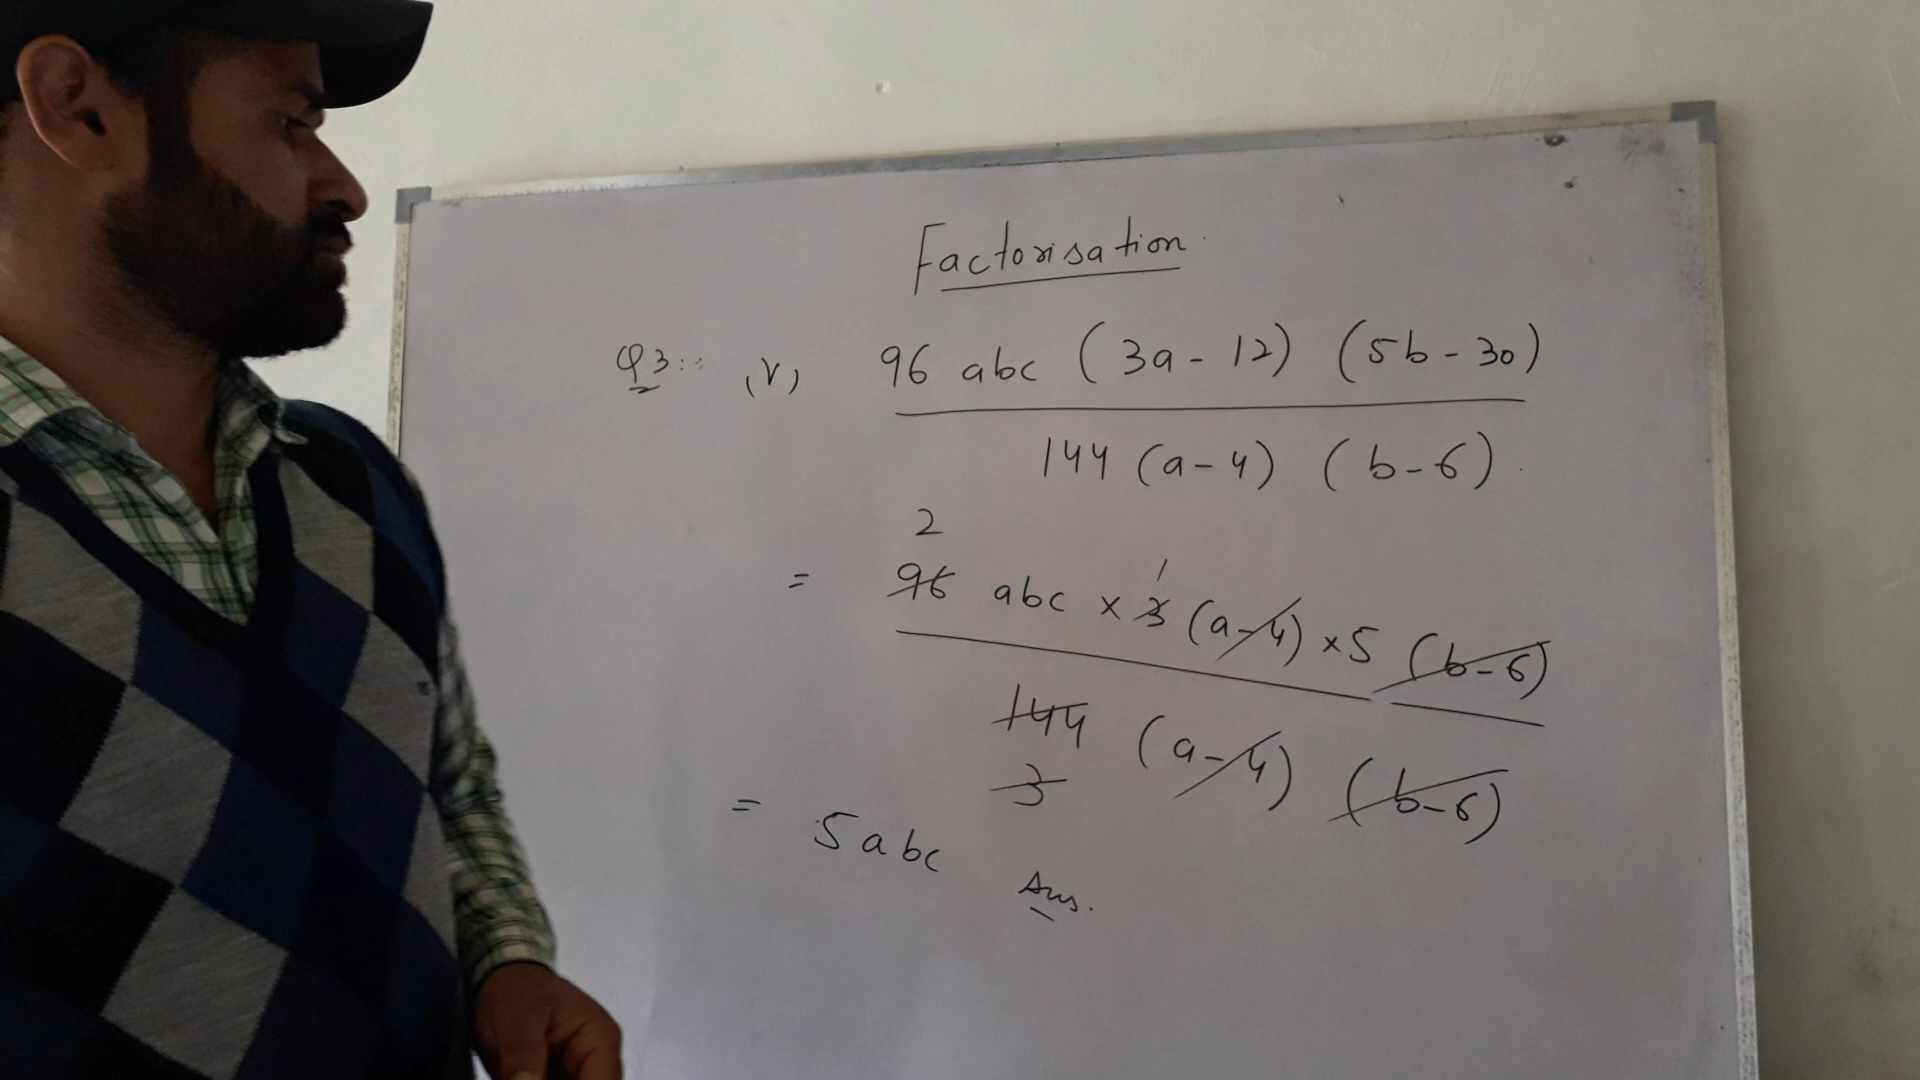 Factorisation
Q3:- (V) 96 abc (3a-12) (5b-30)
144 (a-4) (b-6)
2
1
= 96 abc × 3 (a-4) × 5 (b-6)
144 (a-4) (b-6)
3
= 5abc Ans.